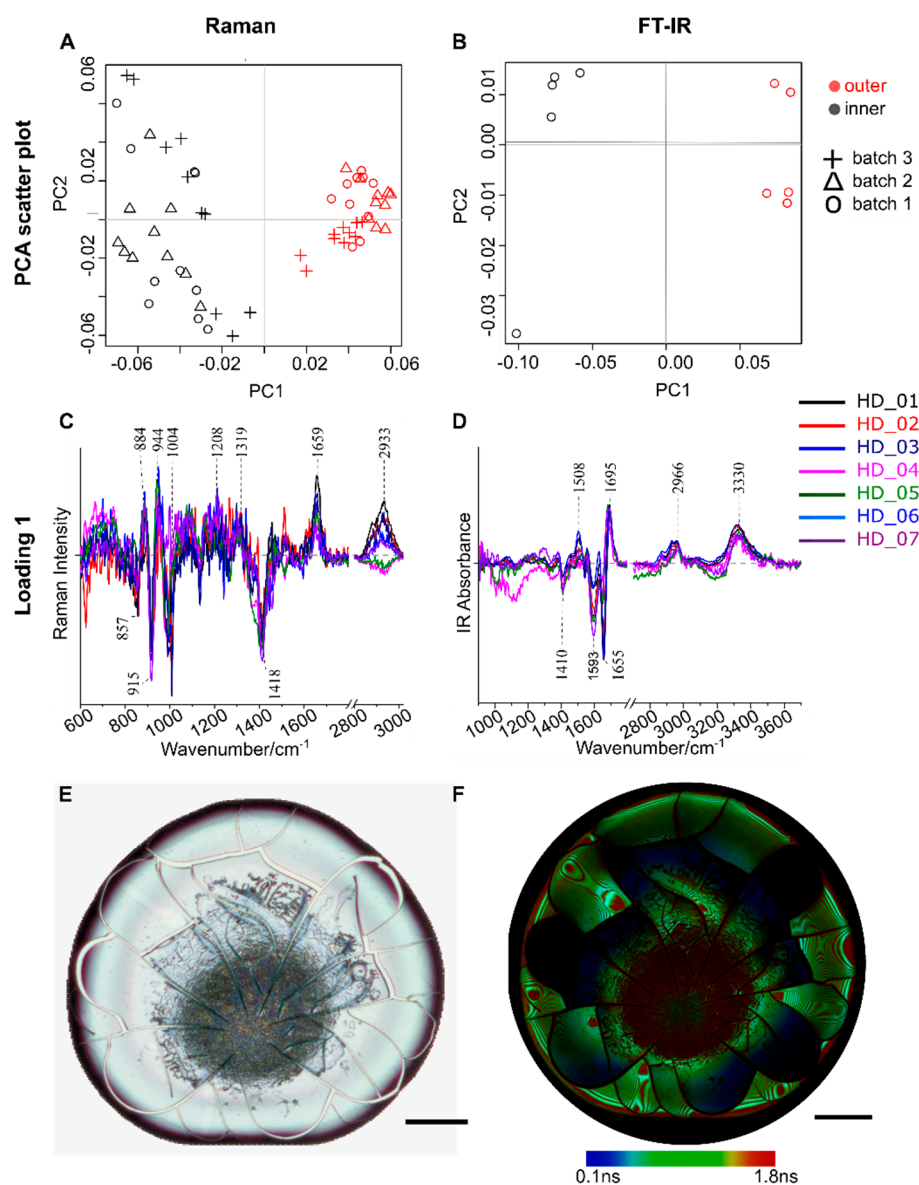 Raman
FT-IR
A
B
PCA scatter plot
PC2
0.06
0.02
-0.02
-0.06
-0.06
-0.02
0.02
0.06
PC1
PC2
0.01
0.00
-0.01
-0.03
-0.10
-0.05
0.00
0.05
PC1
outer
inner
batch 3
batch 2
batch 1
C
D
Loading 1
884
944
1004
1208
1319
1659
2933
857
915
1418
Raman Intensity
600
800
1000
1200
1400
1600
2800
3000
Wavenumber/cm-1
1508
1695
2966
3330
1410
1593
1655
IR Absorbance
1000
1200
1400
1600
2800
3000
3200
3400
3600
Wavenumber/cm-1
HD_01
HD_02
HD_03
HD_04
HD_05
HD_06
HD_07
E
F
0.1ns
1.8ns